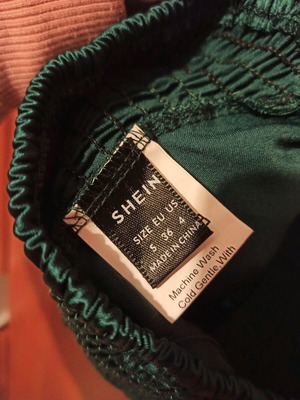 SHEIN
SIZE EU US
S 36 4
MADE IN CHINA
Machine Wash
Cold Gentle With